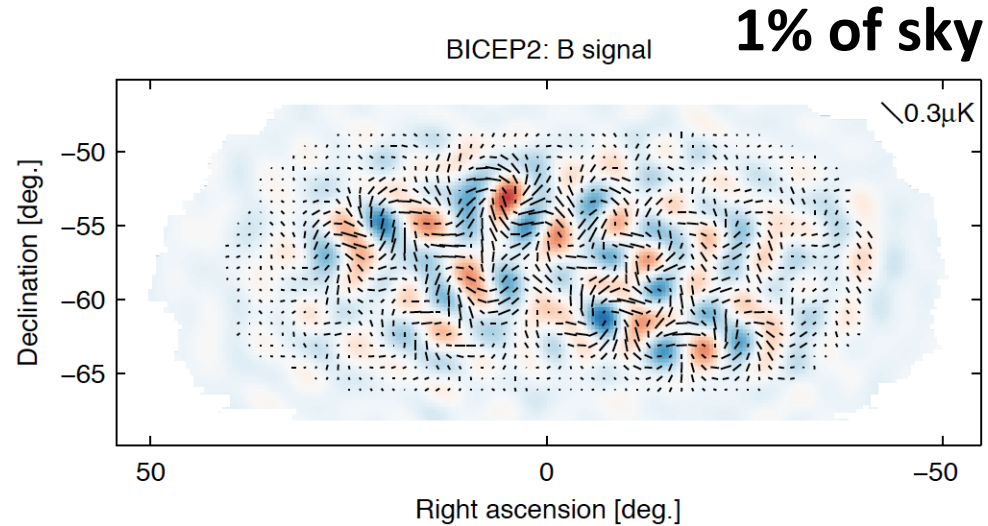 1% of sky
BICEP2: B signal
0.3μK
−50
−55
−60
−65
Declination [deg.]
50
0
−50
Right ascension [deg.]